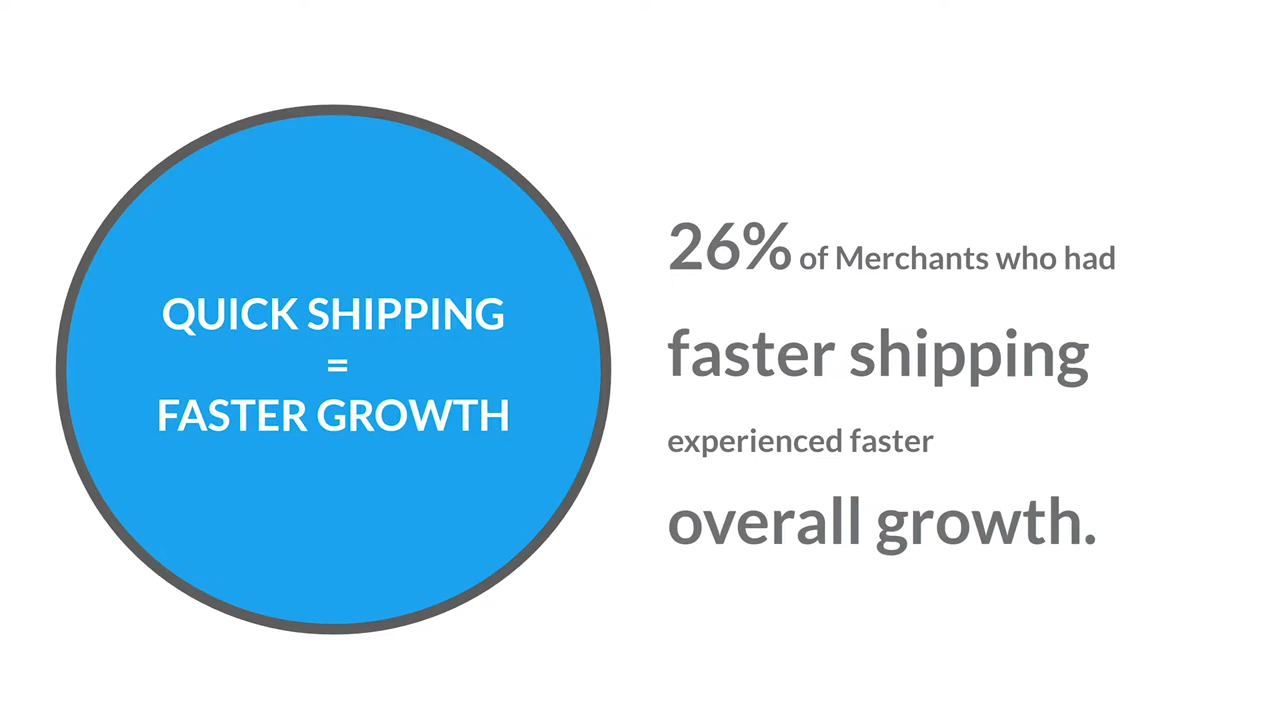 QUICK SHIPPING
=
FASTER GROWTH
26% of Merchants who had
faster shipping
experienced faster
overall growth.